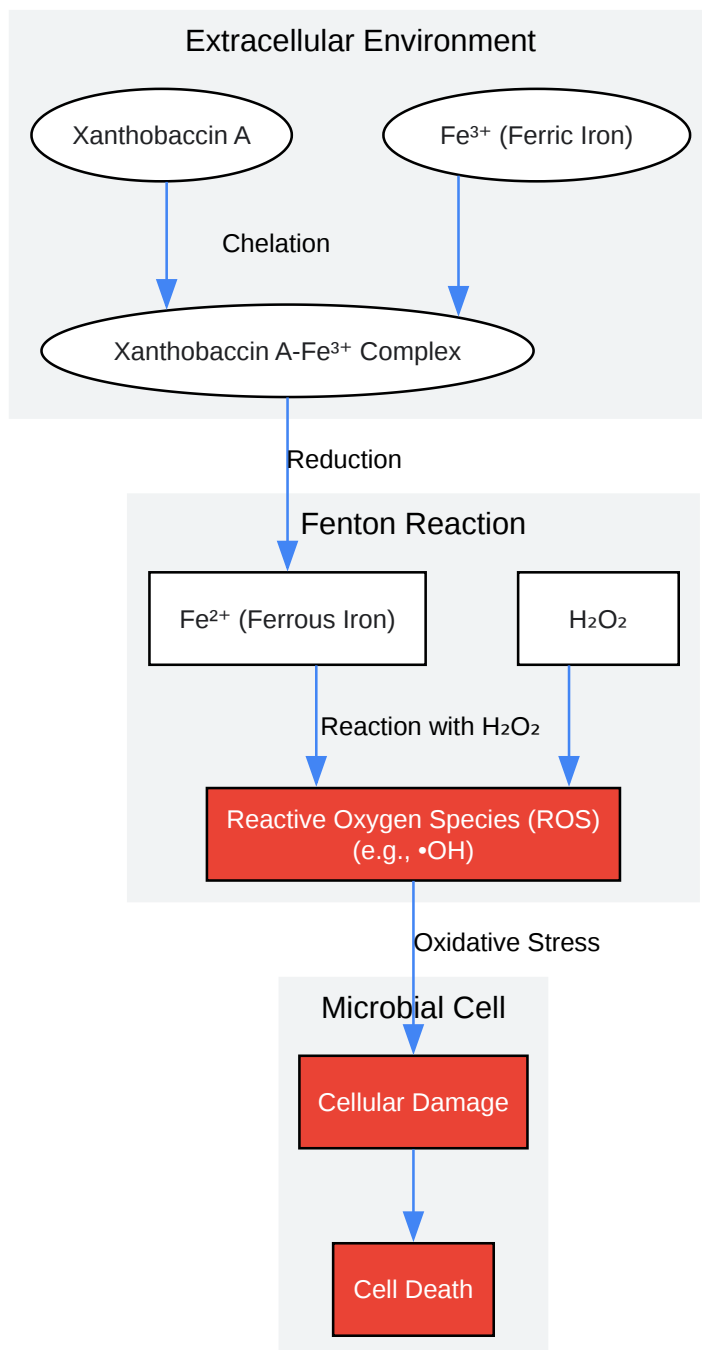 Extracellular Environment
Xanthobaccin A
Fe³⁺ (Ferric Iron)
Chelation
Xanthobaccin A-Fe³⁺ Complex
Reduction
Fenton Reaction
Fe²⁺ (Ferrous Iron)
H₂O₂
Reaction with H₂O₂
Reactive Oxygen Species (ROS)
(e.g., •OH)
Oxidative Stress
Microbial Cell
Cellular Damage
Cell Death